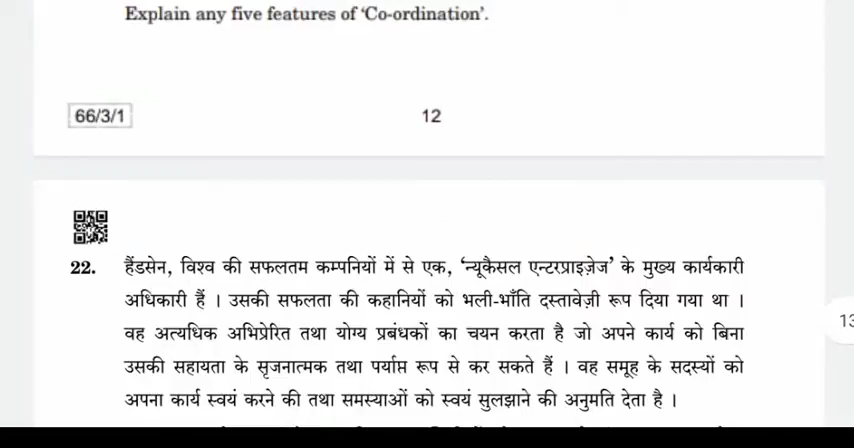 Explain any five features of 'Co-ordination'.
66/3/1
12
22. हैंडसेन, विश्व की सफलतम कम्पनियों में से एक, 'न्यूकैसल एन्टरप्राइज़ेज' के मुख्य कार्यकारी
अधिकारी हैं । उसकी सफलता की कहानियों को भली-भाँति दस्तावेज़ी रूप दिया गया था ।
वह अत्यधिक अभिप्रेरित तथा योग्य प्रबंधकों का चयन करता है जो अपने कार्य को बिना
13
उसकी सहायता के सृजनात्मक तथा पर्याप्त रूप से कर सकते हैं । वह समूह के सदस्यों को
अपना कार्य स्वयं करने की तथा समस्याओं को स्वयं सुलझाने की अनुमति देता है ।